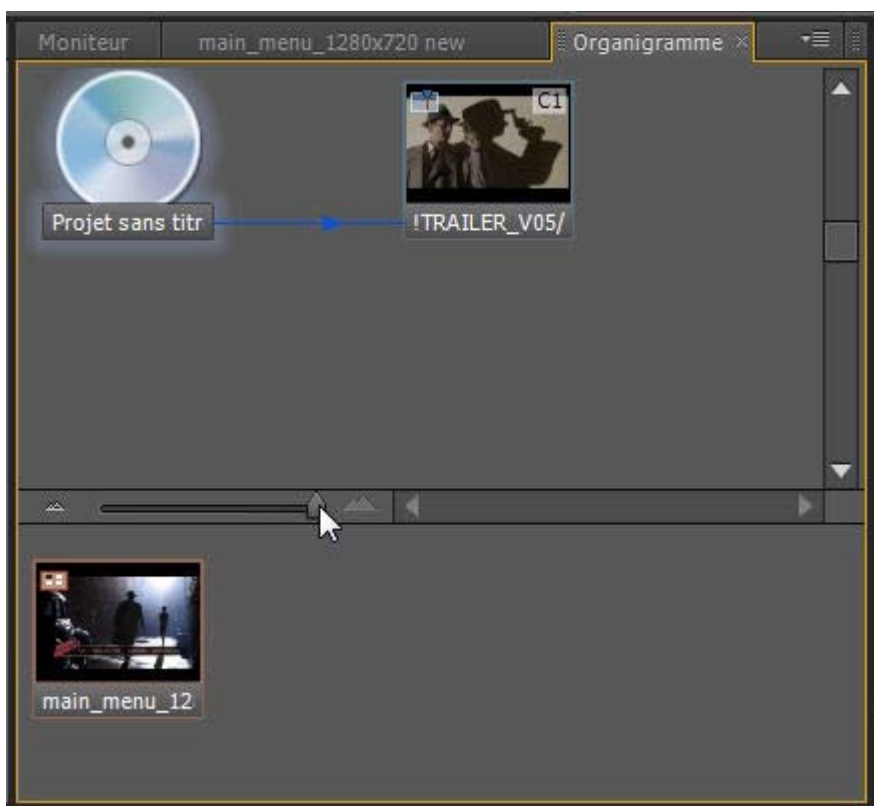 Moniteur main_menu_1280x720 new Organigramme
C1
Projet sans titr !TRAILER_V05/
main_menu_12